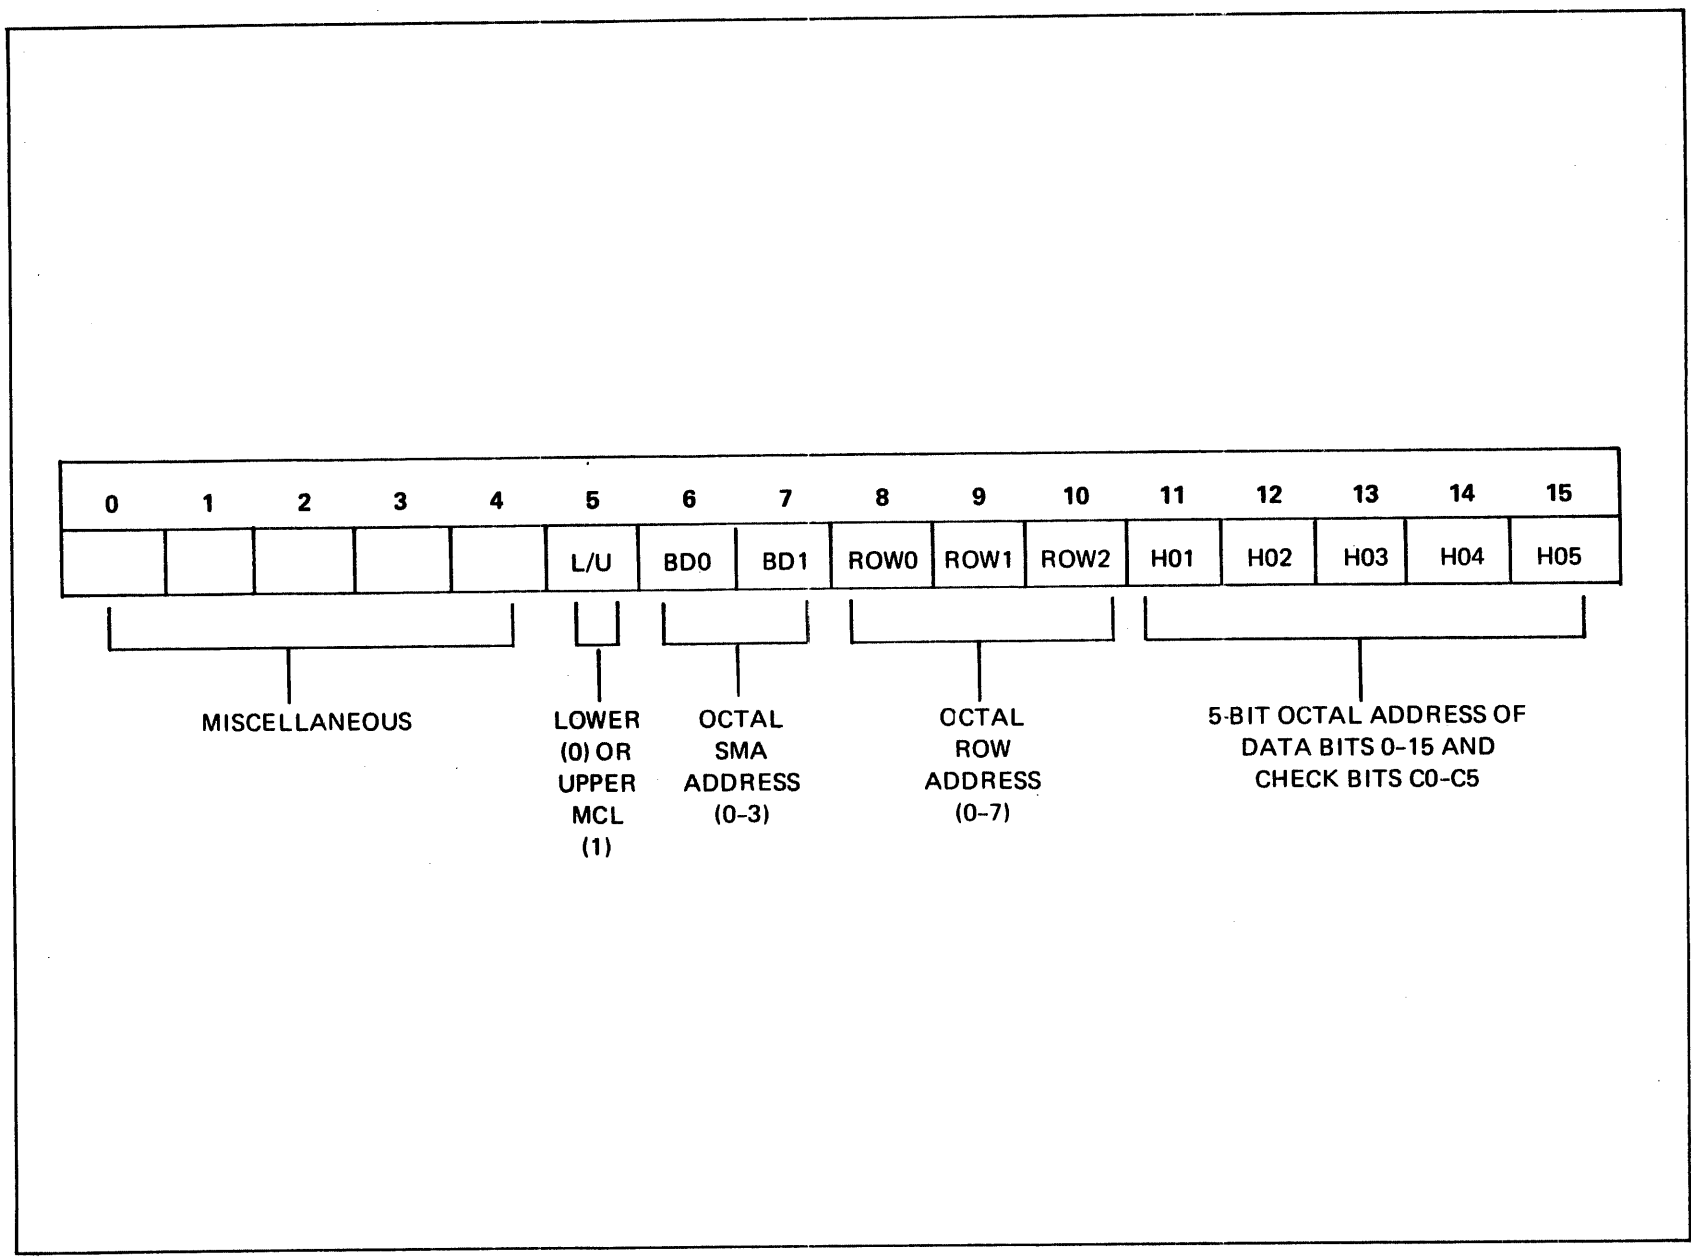 0 1 2 3 4 5 6 7 8 9 10 11 12 13 14 15
L/U BD0 BD1 ROW0 ROW1 ROW2 H01 H02 H03 H04 H05
MISCELLANEOUS
LOWER
(0) OR
UPPER
MCL
(1)
OCTAL
SMA
ADDRESS
(0-3)
OCTAL
ROW
ADDRESS
(0-7)
5-BIT OCTAL ADDRESS OF
DATA BITS 0-15 AND
CHECK BITS C0-C5